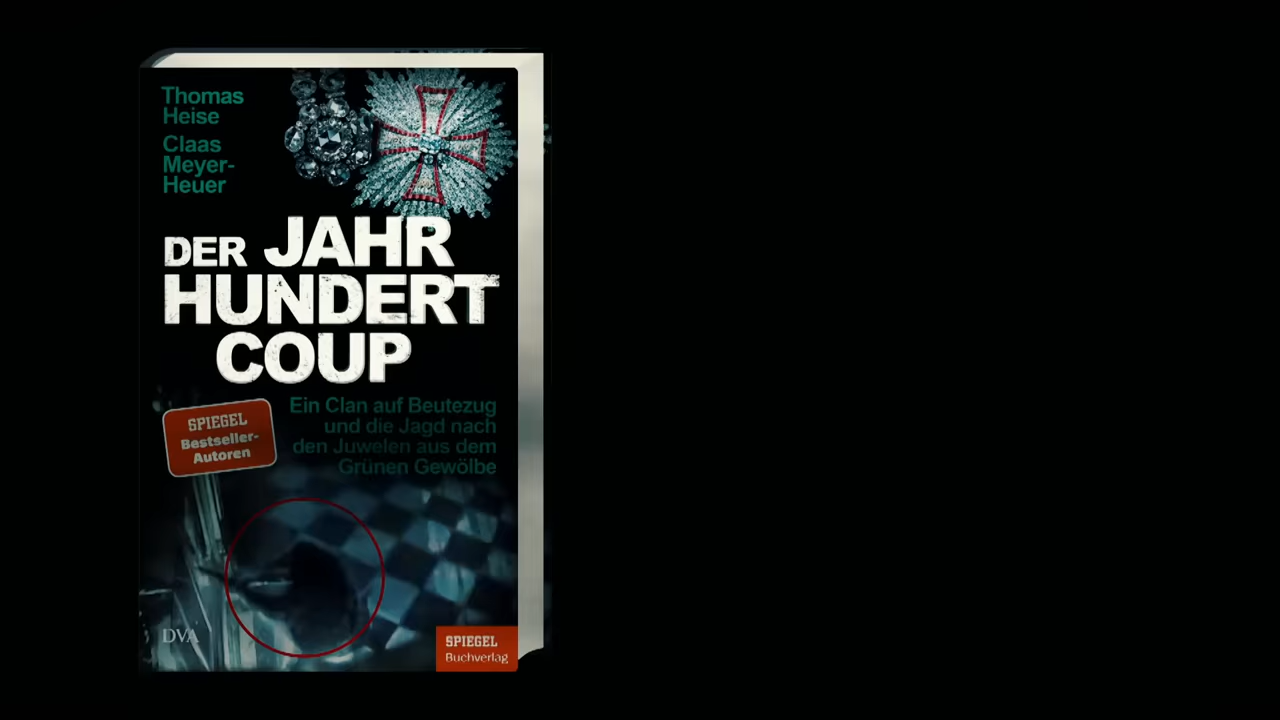 Thomas
Heise
Claas
Meyer-
Heuer
DER JAHR
HUNDERT
COUP
SPIEGEL
Bestseller-
Autoren
Ein Clan auf Beutezug
und die Jagd nach
den Juwelen aus dem
Grünen Gewölbe
DVA
SPIEGEL
Buchverlag